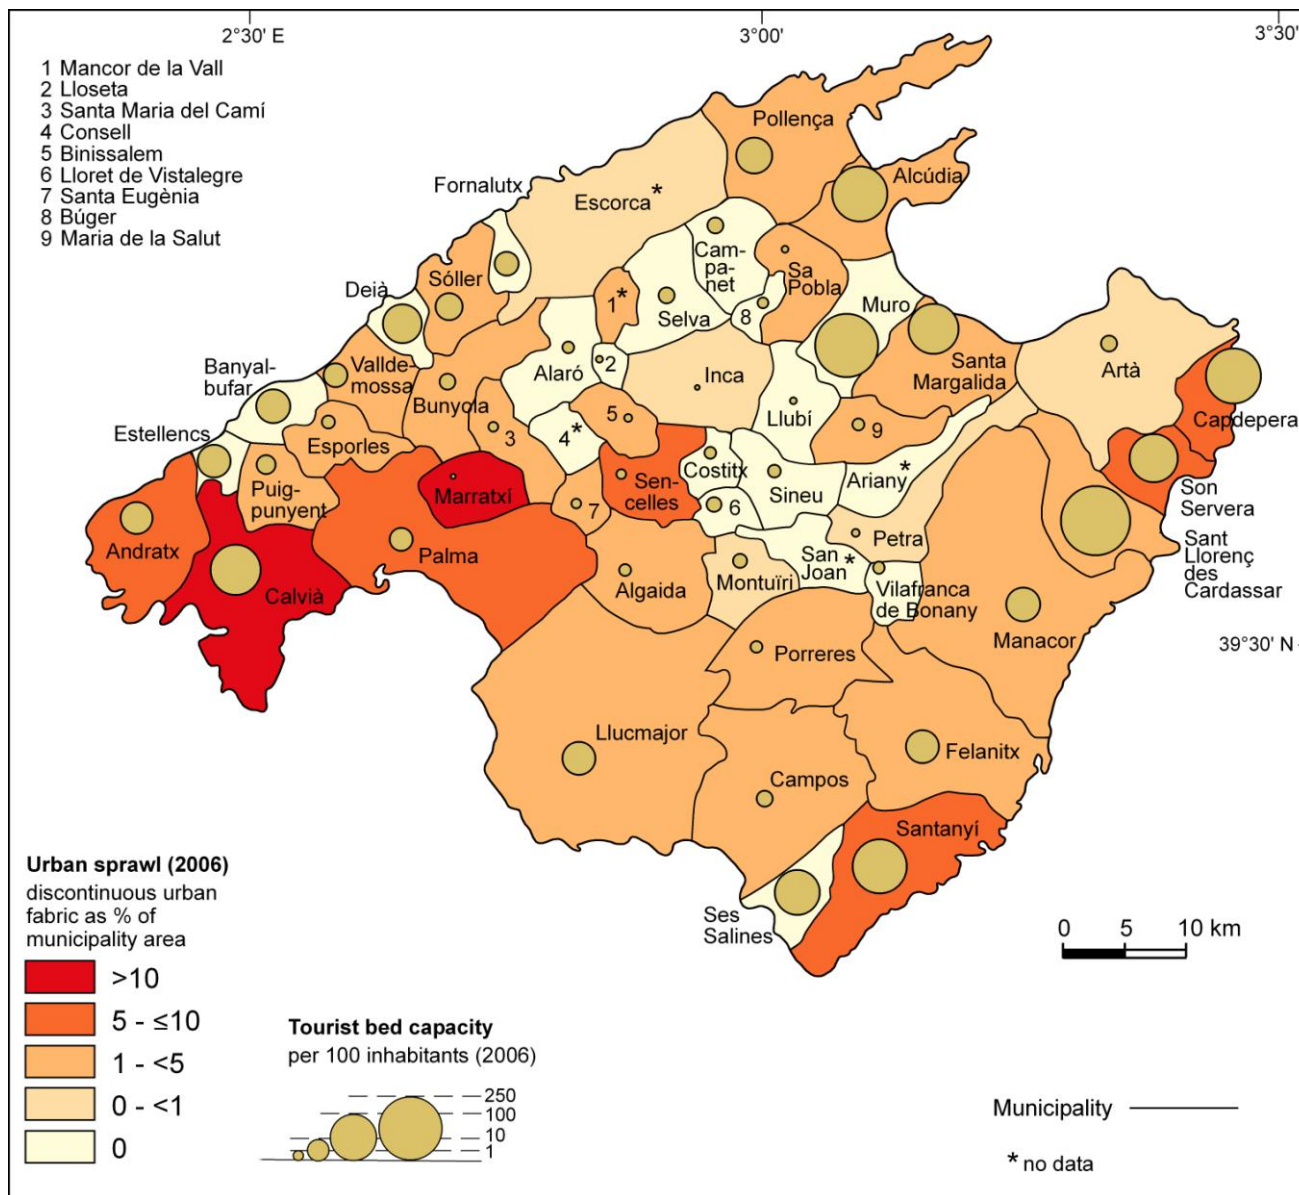 2°30' E
3°00'
3°30'
1 Mancor de la Vall
2 Lloseta
3 Santa Maria del Camí
4 Consell
5 Binissalem
6 Lloret de Vistalegre
7 Santa Eugènia
8 Búger
9 Maria de la Salut
Pollença
Alcúdia
Fornalutx
Escorca *
Cam-
pa-
net
Sa
Pobla
Sóller
Deià
1 *
Selva
8
Muro
Banyal-
bufar
Vallde-
mossa
Bunyola
Alaró
2
Inca
Santa
Margalida
Artà
Llubí
Capdepera
Estellencs
Esporles
3
4 *
5
9
Costitx
Sineu
Ariany *
Puig-
punyent
Marratxí
Sen-
celles
7
6
Son
Servera
Andratx
Palma
San
Joan *
Petra
Sant
Llorenç
des
Cardassar
Calvià
Algaida
Montuïri
Vilafranca
de Bonany
Manacor
39°30' N
Porreres
Llucmajor
Felanitx
Campos
Santanyí
Ses
Salines
0 5 10 km
Urban sprawl (2006)
discontinuous urban
fabric as % of
municipality area
>10
5 - ≤10
1 - <5
0 - <1
0
Tourist bed capacity
per 100 inhabitants (2006)
250
100
10
1
Municipality
* no data